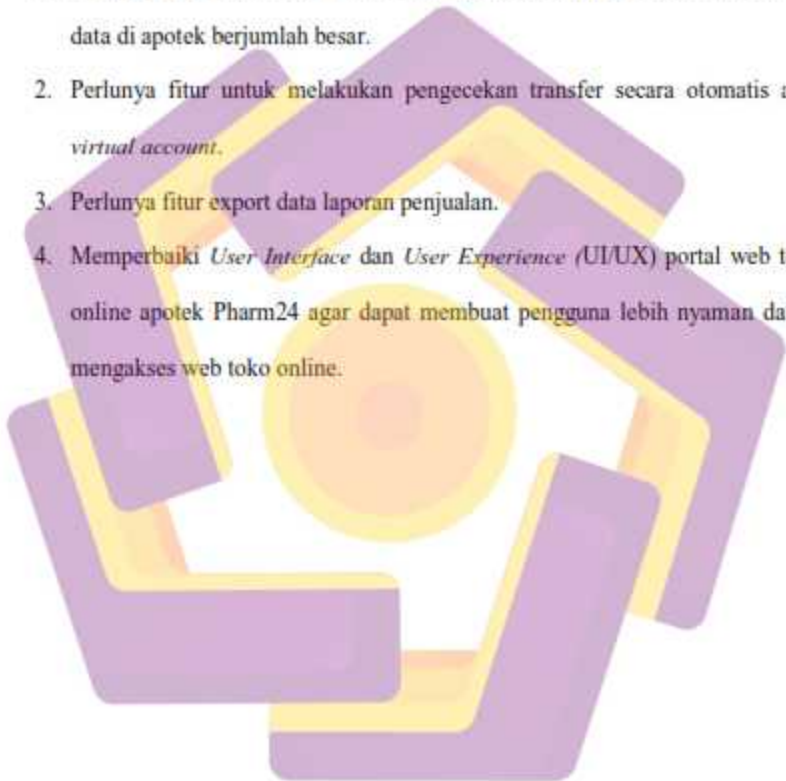 data di apotek berjumlah besar.
2. Perlunya fitur untuk melakukan pengecekan transfer secara otomatis
virtual account.
3. Perlunya fitur export data laporan penjualan.
4. Memperbaiki User Interface dan User Experience (UI/UX) portal web
online apotek Pharm24 agar dapat membuat pengguna lebih nyaman
mengakses web toko online.